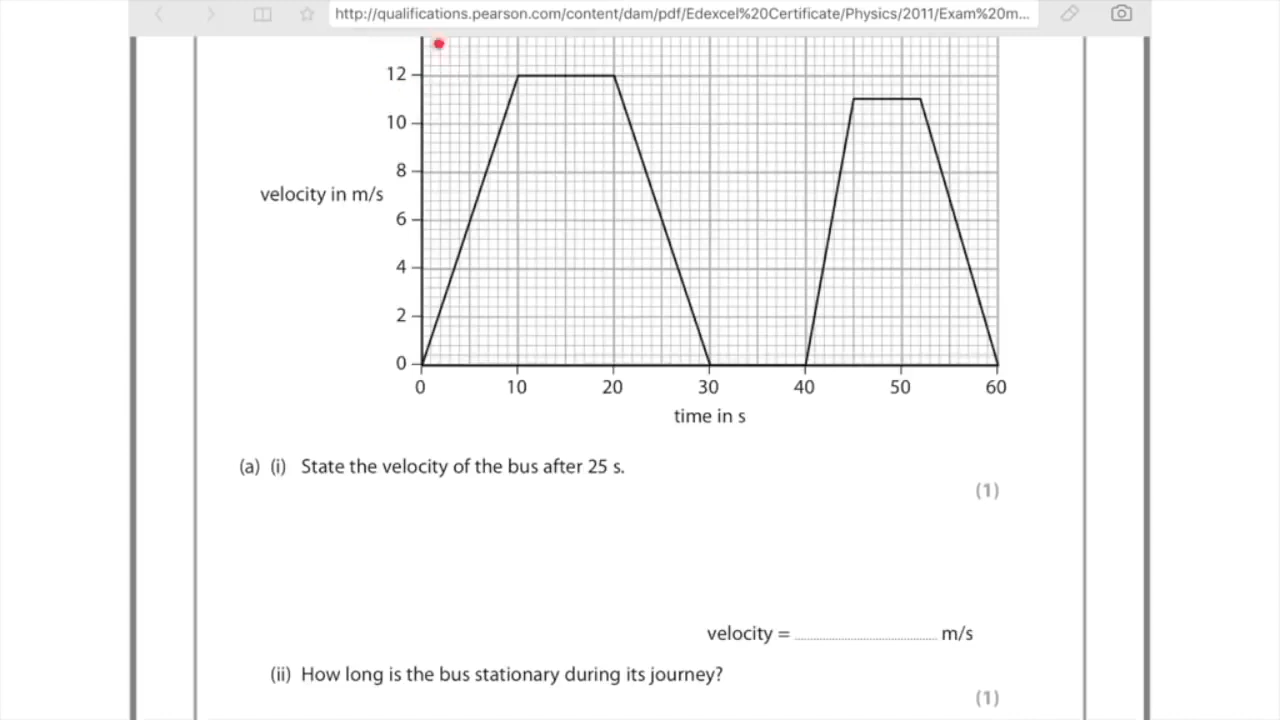 http://qualifications.pearson.com/content/dam/pdf/Edexcel%20Certificate/Physics/2011/Exam%20m...
12
10
8
velocity in m/s
6
4
2
0
0 10 20 30 40 50 60
time in s
(a) (i) State the velocity of the bus after 25 s.
(1)
velocity = ........................ m/s
(ii) How long is the bus stationary during its journey?
(1)